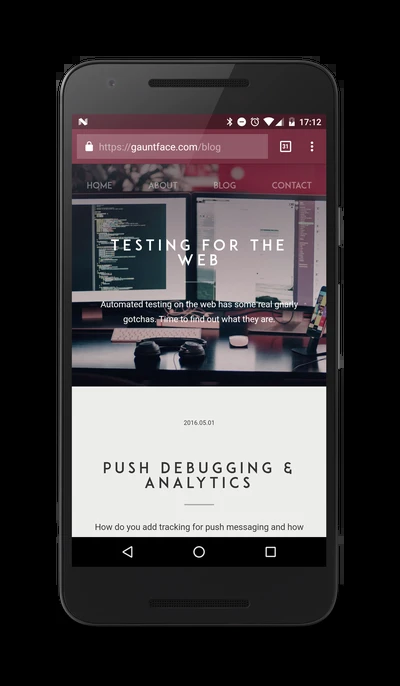 17:12
https://gauntface.com/blog
31
HOME ABOUT BLOG CONTACT
TESTING FOR THE
WEB
Automated testing on the web has some real gnarly
gotchas. Time to find out what they are.
2016.05.01
PUSH DEBUGGING &
ANALYTICS
How do you add tracking for push messaging and how